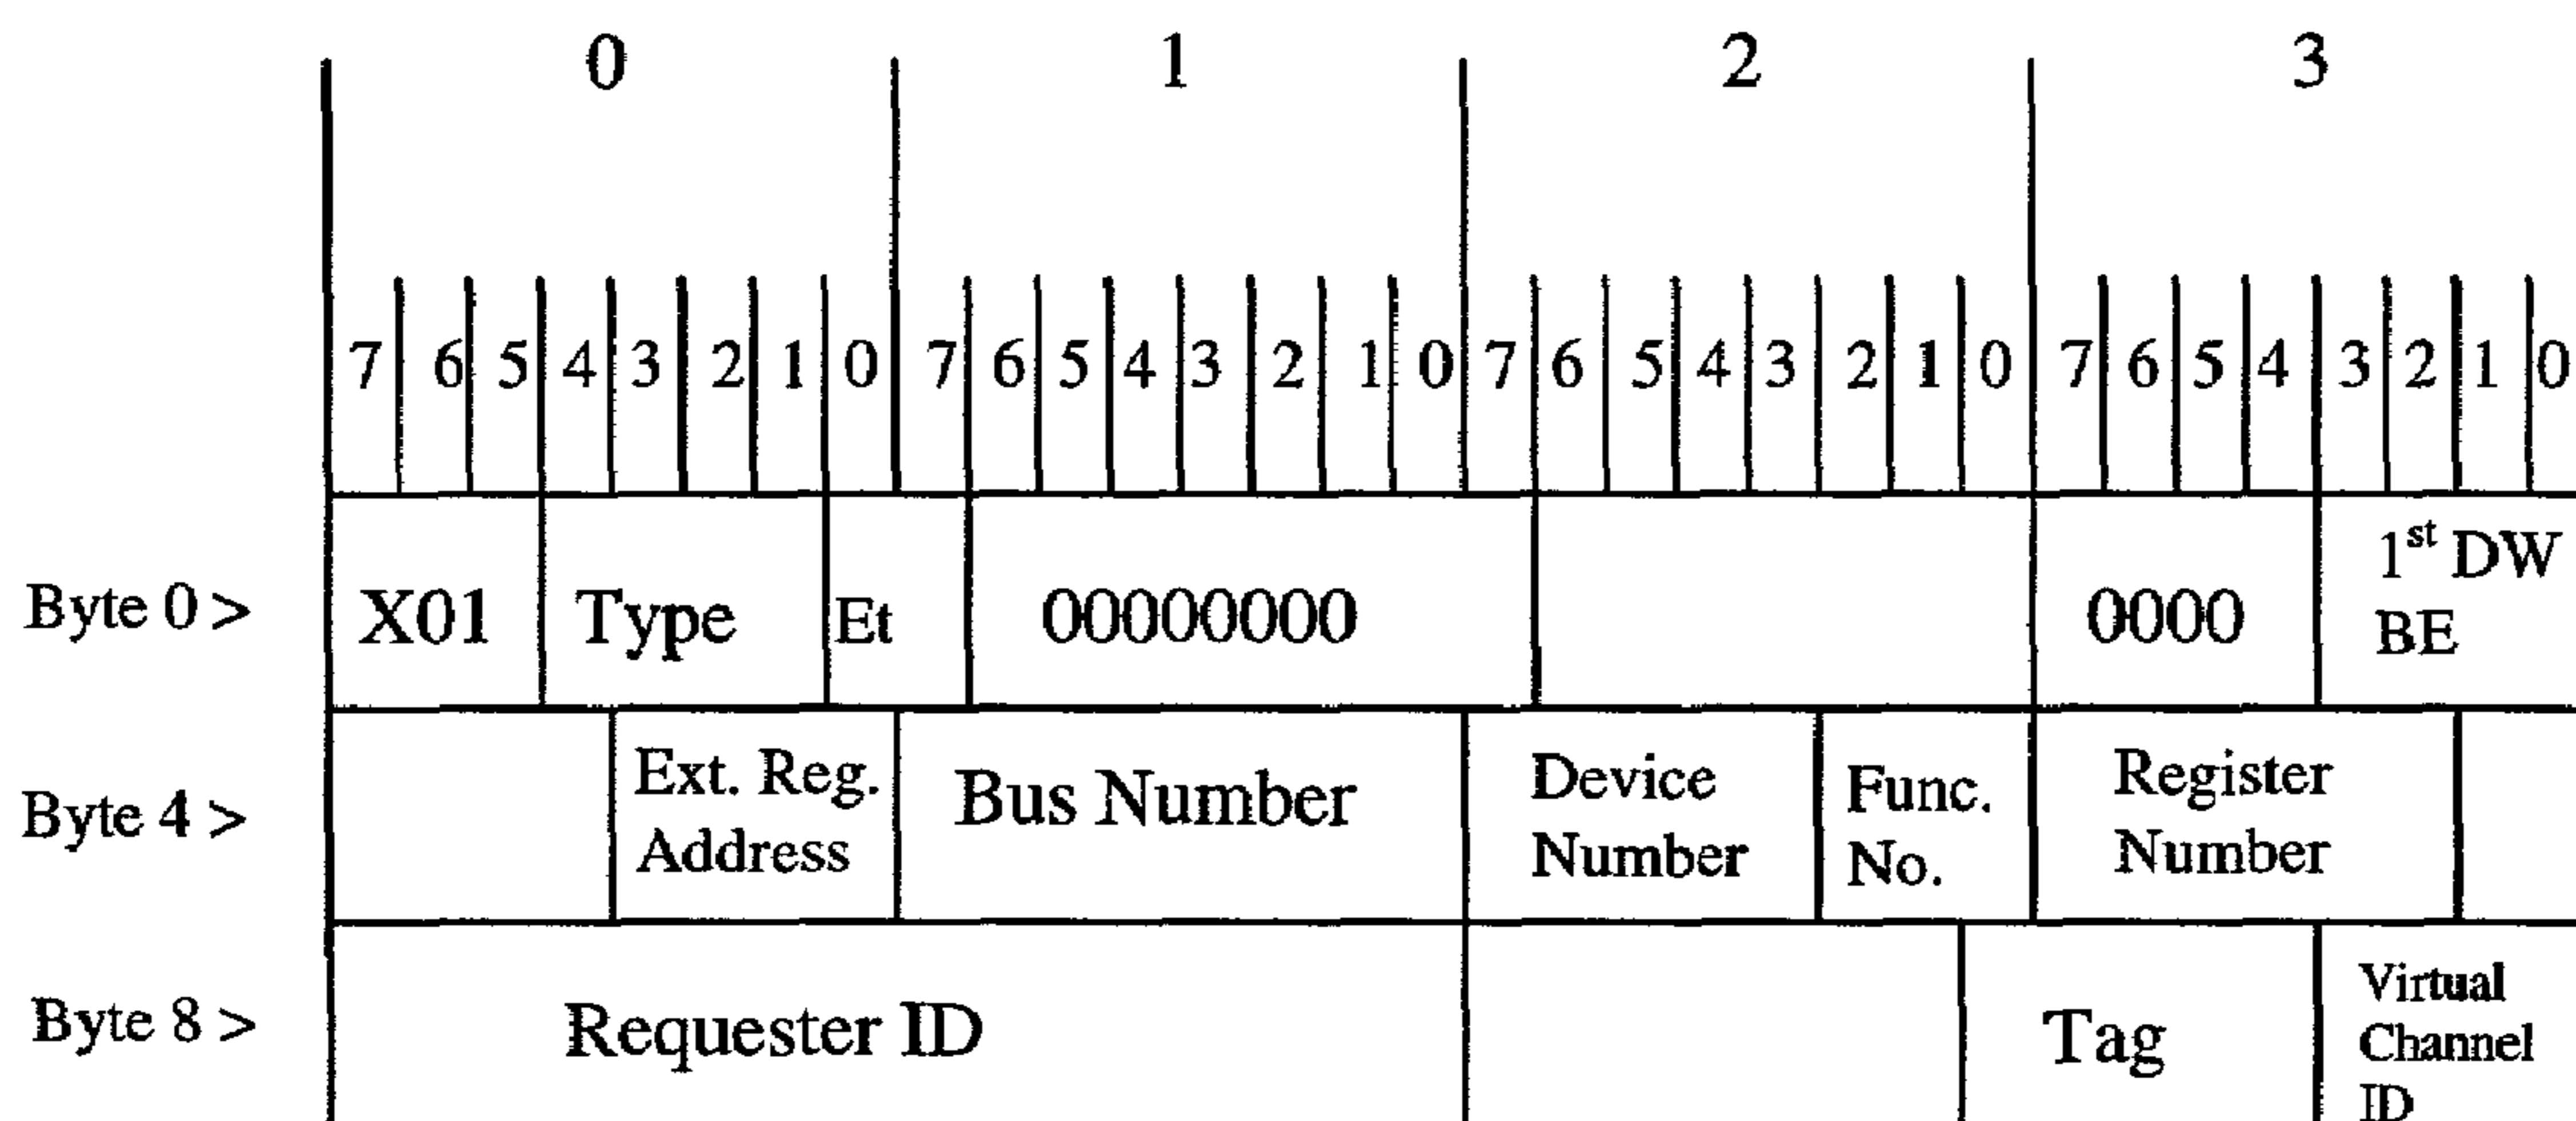 0 1 2 3
7 6 5 4 3 2 1 0 7 6 5 4 3 2 1 0 7 6 5 4 3 2 1 0 7 6 5 4 3 2 1 0
Byte 0 > X01 Type Et 00000000 0000 1st DW
BE
Byte 4 > Ext. Reg.
Address
Bus Number
Device
Number
Func.
No.
Register
Number
Byte 8 > Requester ID Tag
Virtual
Channel
ID